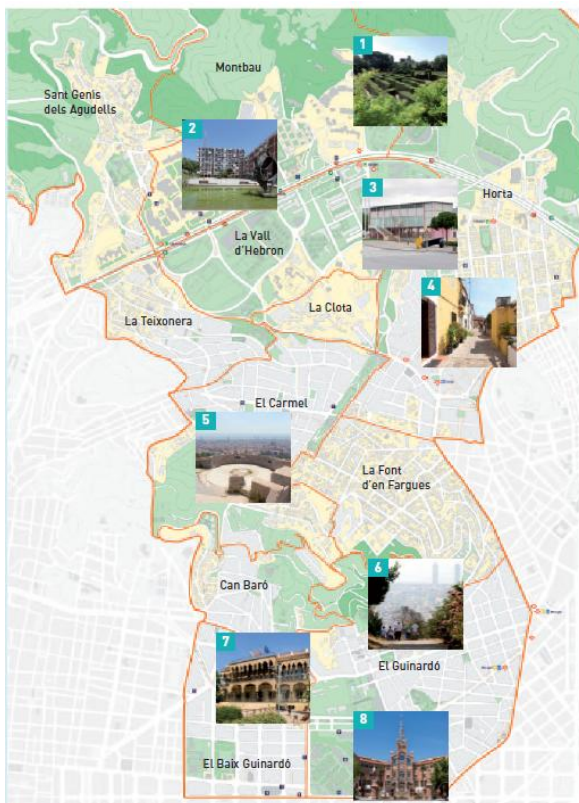 1
Montbau
Sant Genis
dels Agudells
2
3
Horta
La Vall
d'Hebron
4
La Clota
La Teixonera
El Carmel
5
La Font
d'en Fargues
6
Can Baró
7
El Guinardó
8
El Baix Guinardó